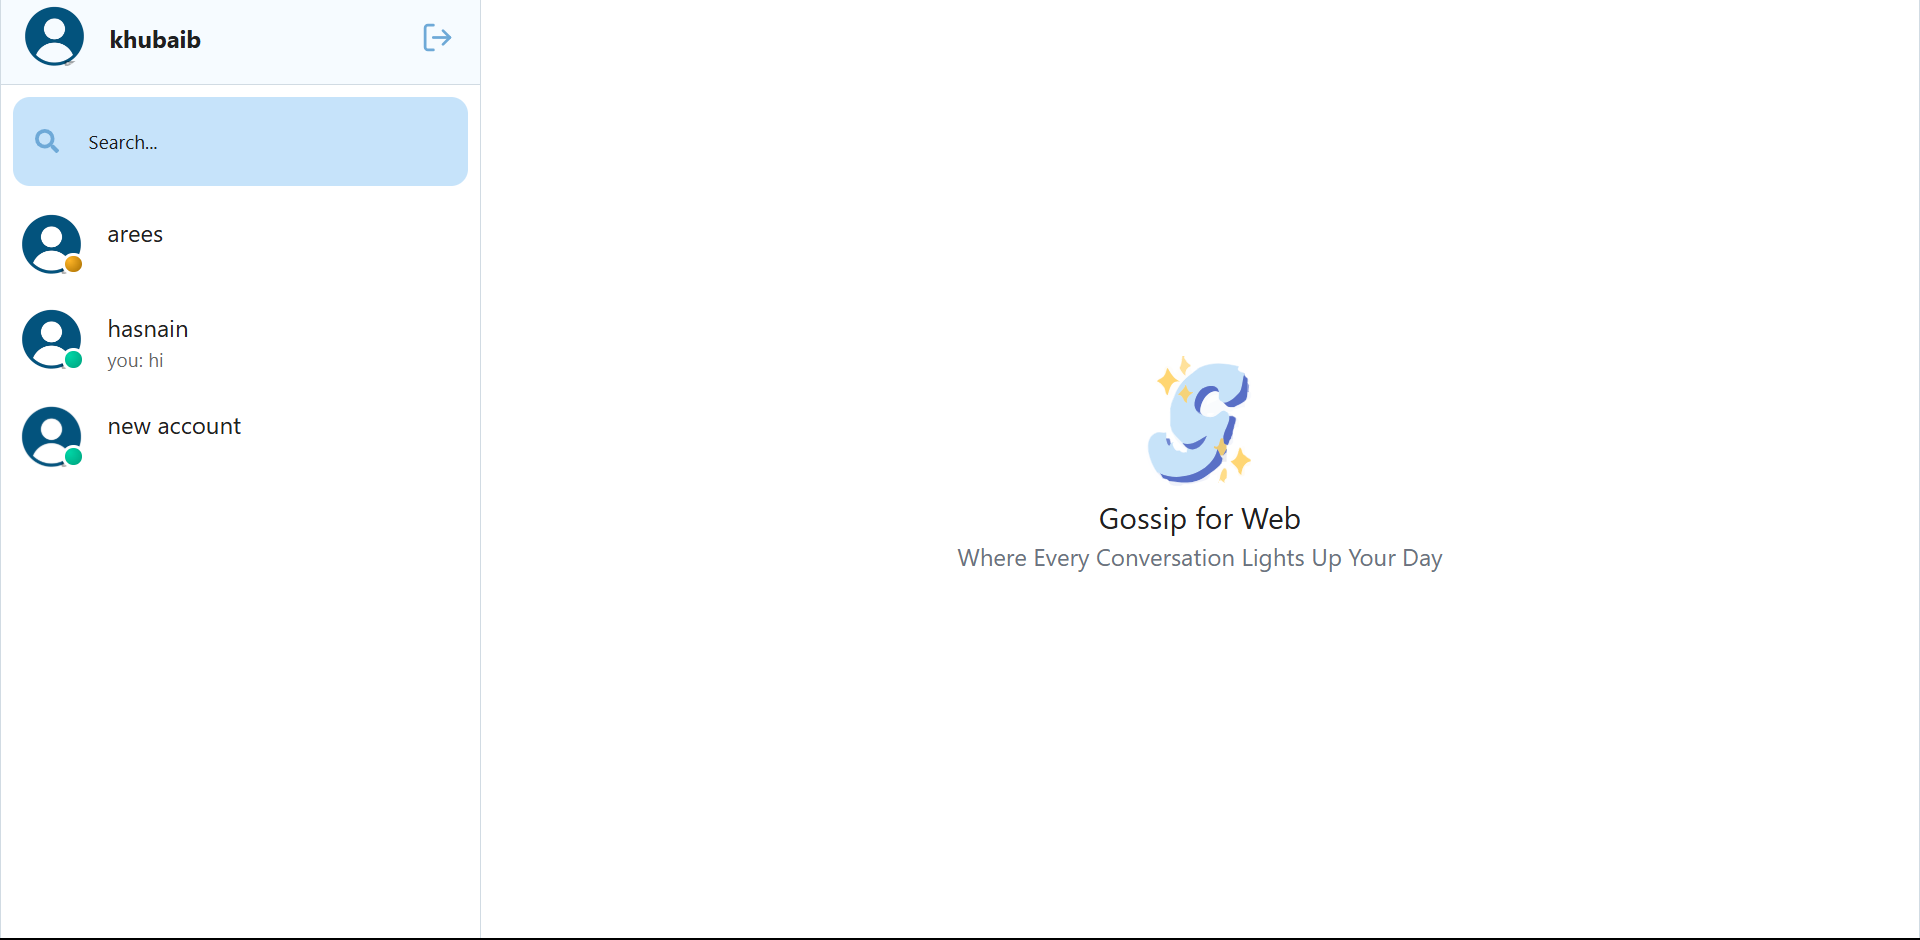 khubaib
Search...
arees
hasnain
you: hi
new account
G
Gossip for Web
Where Every Conversation Lights Up Your Day